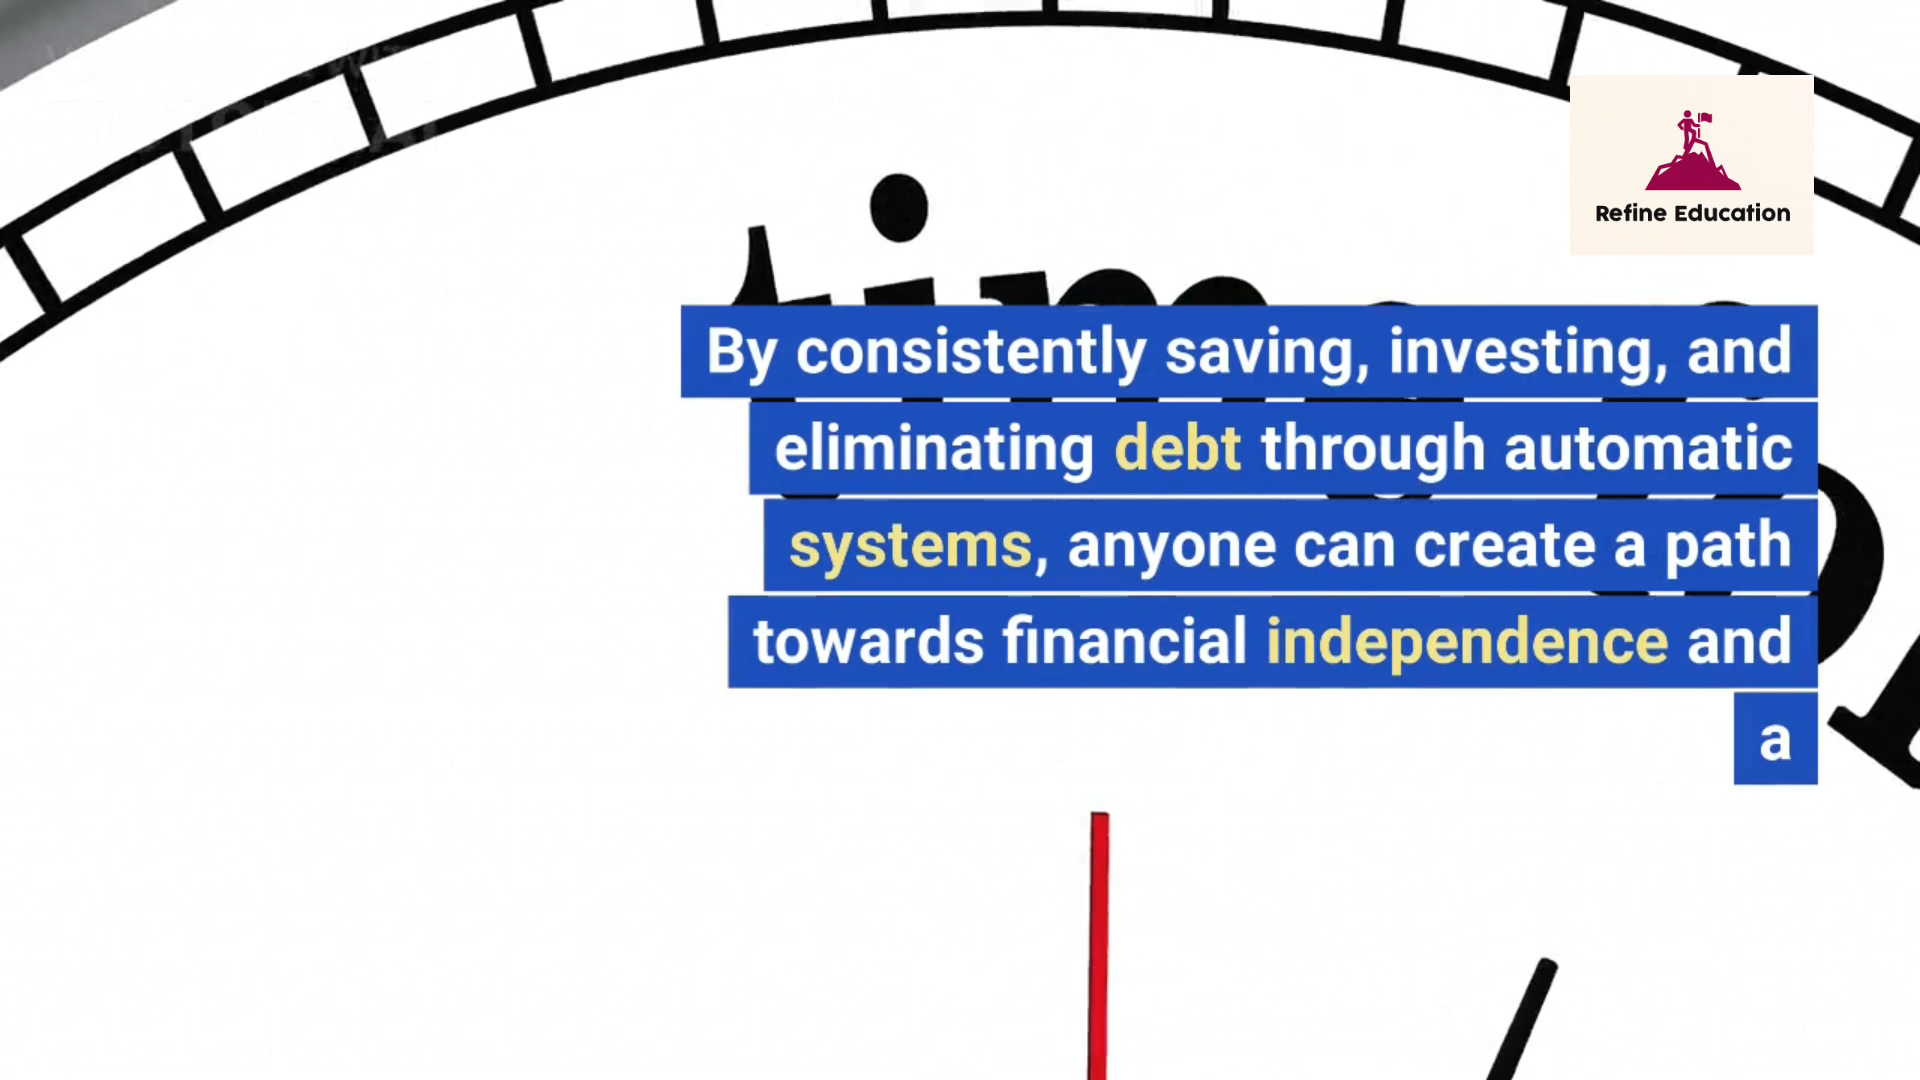 Refine Education
By consistently saving, investing, and
eliminating debt through automatic
systems, anyone can create a path
towards financial independence and
a